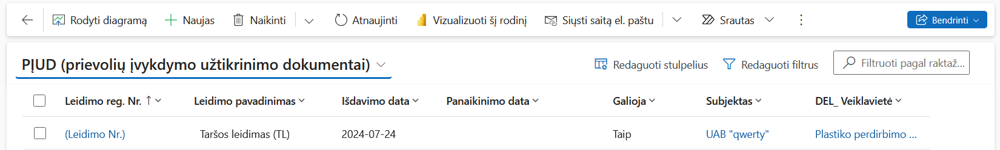 Rodyti diagramą Naujas Naikinti Atnaujinti Vizualizuoti šį rodinį Siųsti saitą el. paštu Srautas Bendrinti
PĮUD (prievolių įvykdymo užtikrinimo dokumentai) Redaguoti stulpelius Redaguoti filtrus Filtruoti pagal raktaž...
Leidimo reg. Nr. Leidimo pavadinimas Išdavimo data Panaikinimo data Galioja Subjektas DEL_ Veiklavietė
(Leidimo Nr.) Taršos leidimas (TL) 2024-07-24 Taip UAB "qwerty" Plastiko perdirbimo ...